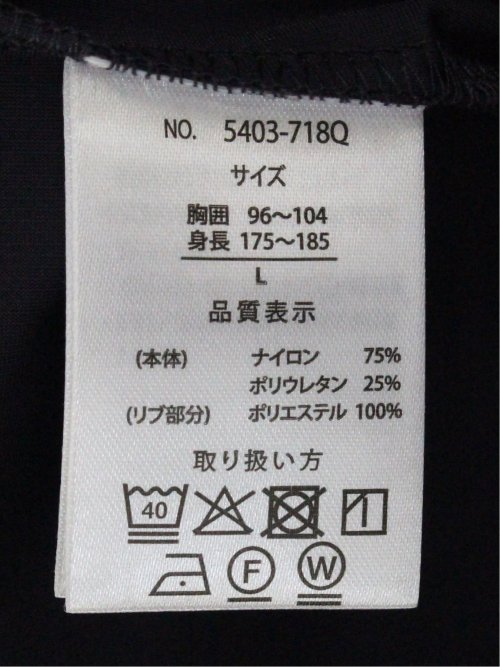 NO. 5403-718Q
サイズ
胸囲 96〜104
身長 175〜185
L
品質表示
(本体) ナイロン 75%
ポリウレタン 25%
(リブ部分) ポリエステル 100%
取り扱い方
40
F W